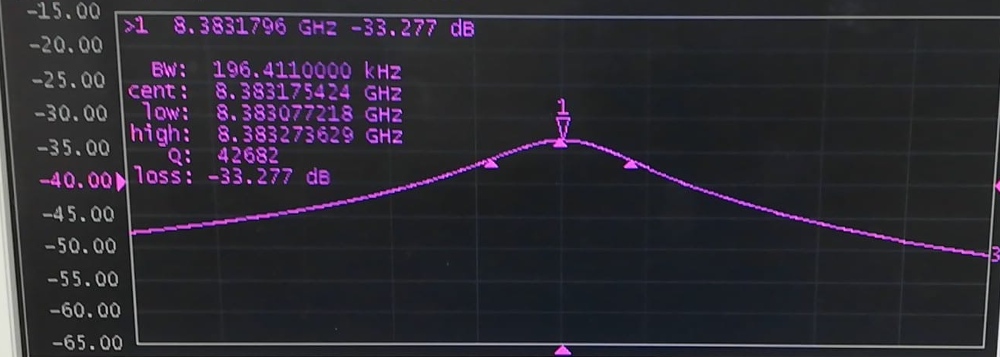 -15.00
>1 8.3831796 GHz -33.277 dB
-20.00
BW: 196.4110000 kHz
-25.00
cent: 8.383175424 GHz
-30.00
low: 8.383077218 GHz
1
high: 8.383273629 GHz
-35.00
Q: 42682
-40.00
loss: -33.277 dB
-45.00
-50.00
3
-55.00
-60.00
-65.00